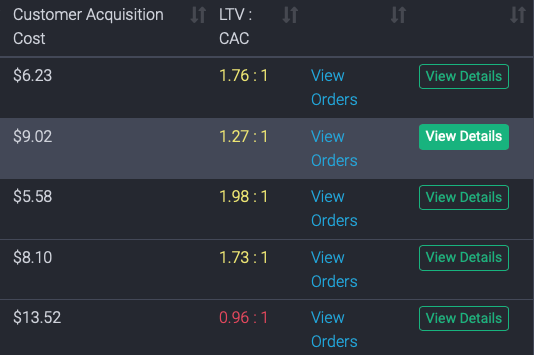 Customer Acquisition Cost LTV : CAC
$6.23 1.76 : 1 View Orders View Details
$9.02 1.27 : 1 View Orders View Details
$5.58 1.98 : 1 View Orders View Details
$8.10 1.73 : 1 View Orders View Details
$13.52 0.96 : 1 View Orders View Details